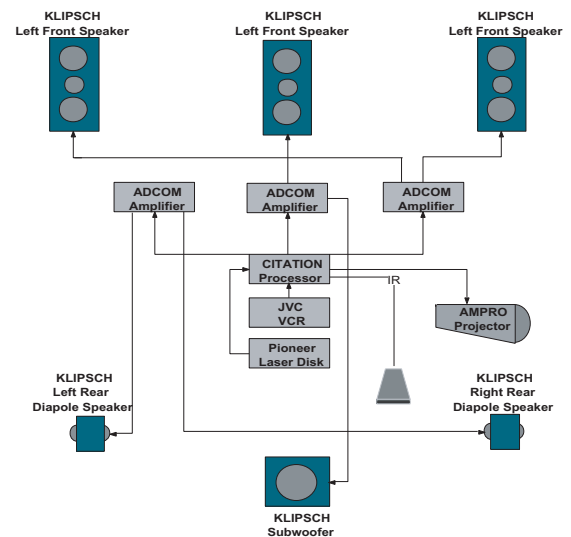 KLIPSCH
Left Front Speaker
KLIPSCH
Left Front Speaker
KLIPSCH
Left Front Speaker
ADCOM
Amplifier
ADCOM
Amplifier
ADCOM
Amplifier
CITATION
Processor
IR
JVC
VCR
AMPRO
Projector
Pioneer
Laser Disk
KLIPSCH
Left Rear
Diapole Speaker
KLIPSCH
Right Rear
Diapole Speaker
KLIPSCH
Subwoofer